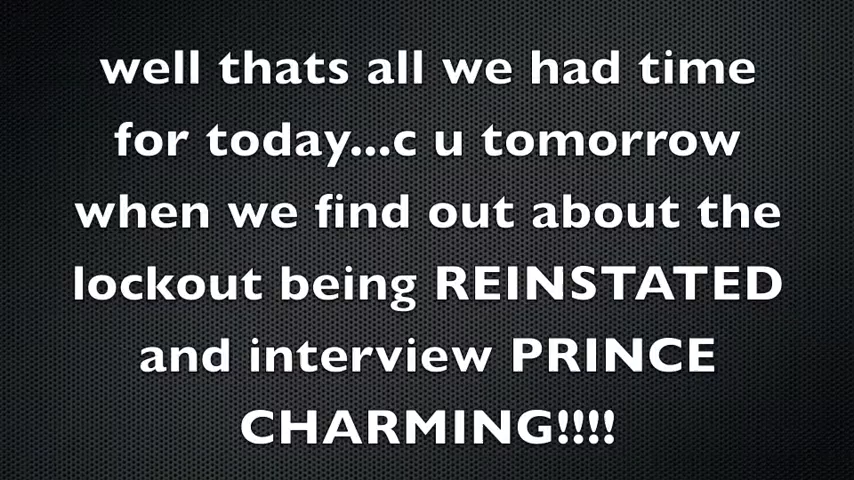 well thats all we had time
for today...c u tomorrow
when we find out about the
lockout being REINSTATED
and interview PRINCE
CHARMING!!!!